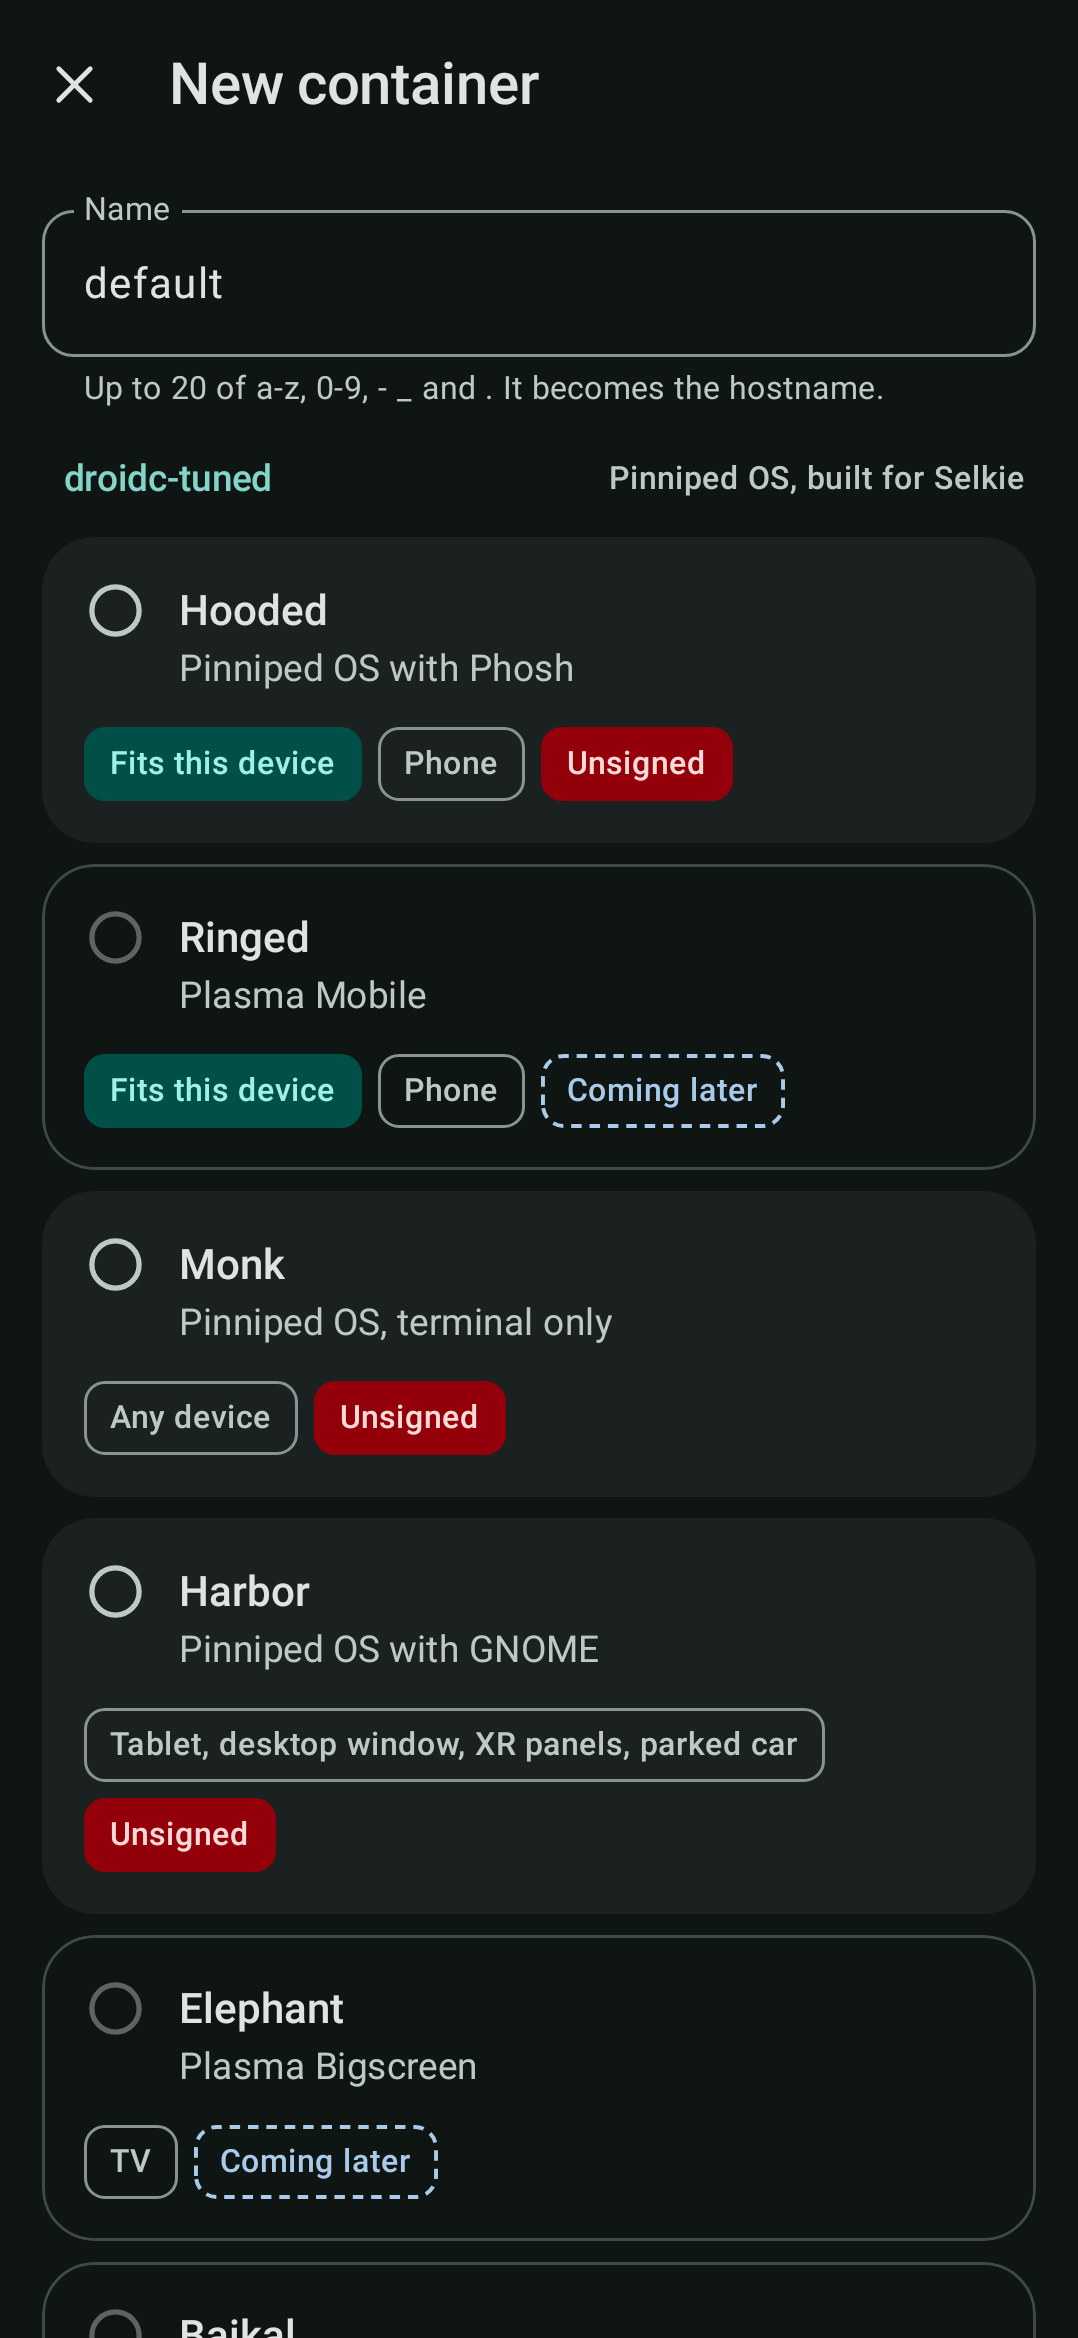 New container
Name
default
Up to 20 of a-z, 0-9, - _ and . It becomes the hostname.
droidc-tuned
Pinniped OS, built for Selkie
Hooded
Pinniped OS with Phosh
Fits this device
Phone
Unsigned
Ringed
Plasma Mobile
Fits this device
Phone
Coming later
Monk
Pinniped OS, terminal only
Any device
Unsigned
Harbor
Pinniped OS with GNOME
Tablet, desktop window, XR panels, parked car
Unsigned
Elephant
Plasma Bigscreen
TV
Coming later
Baikal